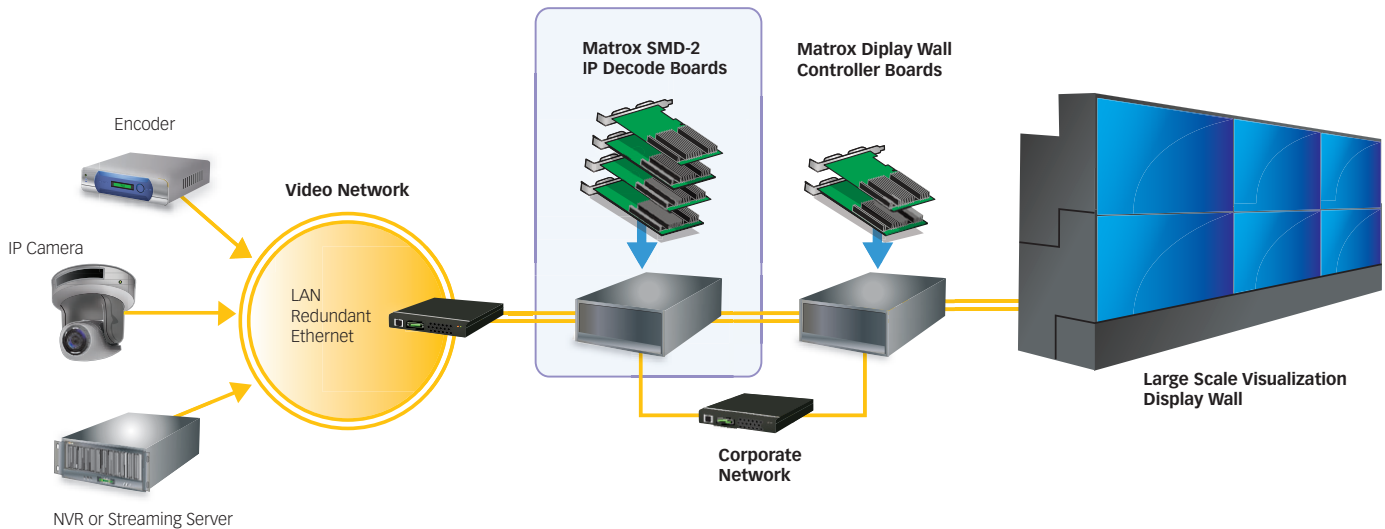 Matrox SMD-2
IP Decode Boards
Matrox Diplay Wall
Controller Boards
Encoder
Video Network
IP Camera
LAN
Redundant
Ethernet
Large Scale Visualization
Display Wall
Corporate
Network
NVR or Streaming Server